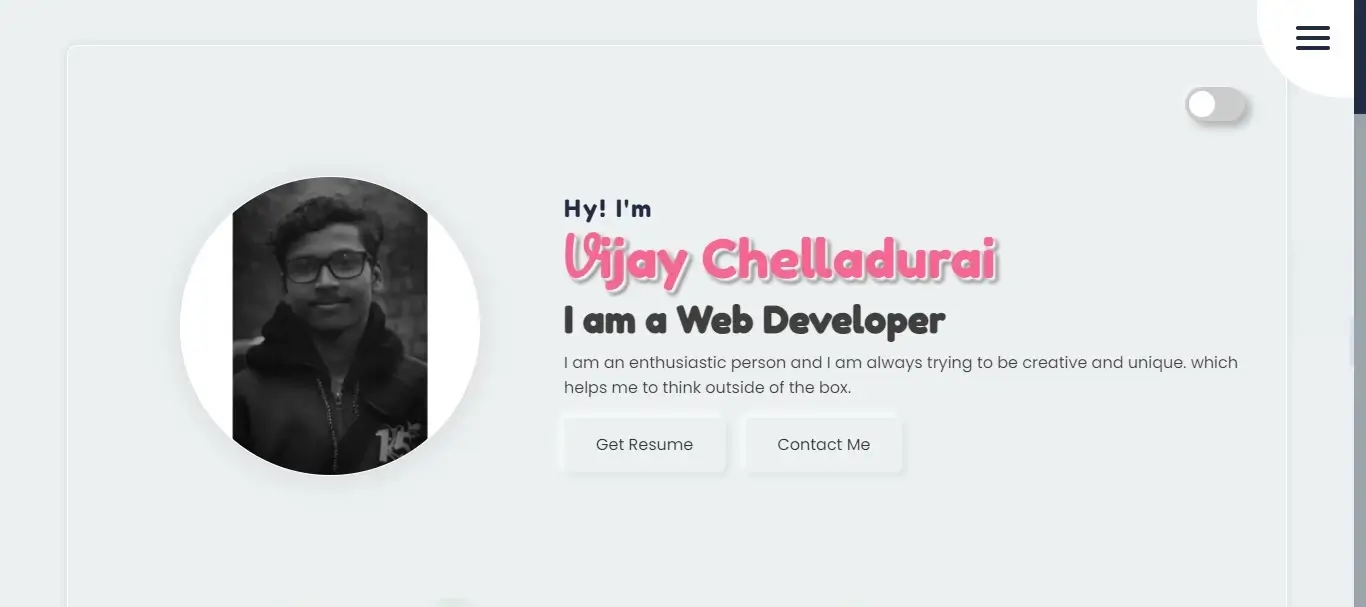 Hy! I'm
Vijay Chelladurai
I am a Web Developer
I am an enthusiastic person and I am always trying to be creative and unique. which
helps me to think outside of the box.
Get Resume
Contact Me